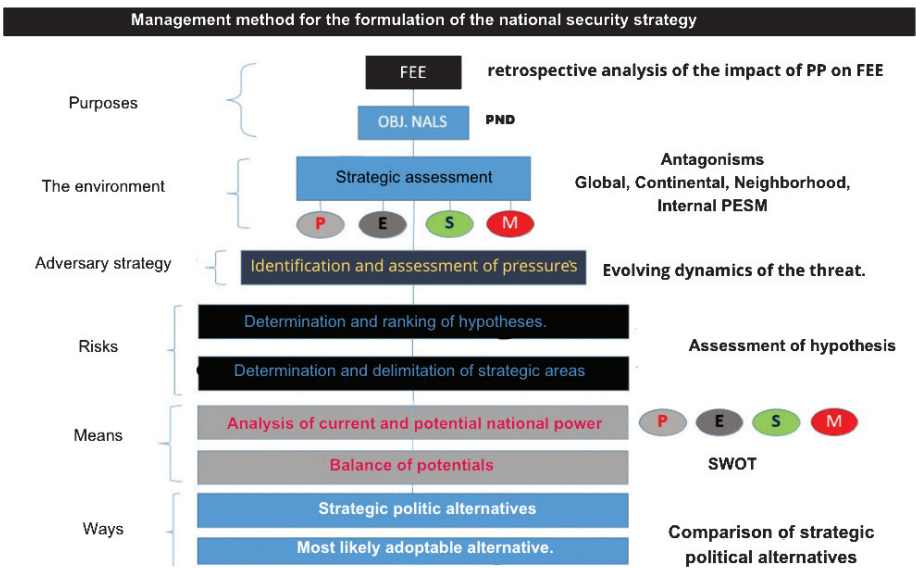 Management method for the formulation of the national security strategy
FEE
retrospective analysis of the impact of PP on FEE
Purposes
OBJ. NALS
PND
Antagonisms
Strategic assessment
The environment
Global, Continental, Neighborhood,
Internal PESM
P E S M
Adversary strategy
Identification and assessment of pressures
Evolving dynamics of the threat.
Determination and ranking of hypotheses.
Risks
Assessment of hypothesis
Determination and delimitation of strategic areas
Analysis of current and potential national power
P E S M
Means
Balance of potentials
SWOT
Strategic politic alternatives
Ways
Comparison of strategic
political alternatives
Most likely adoptable alternative.